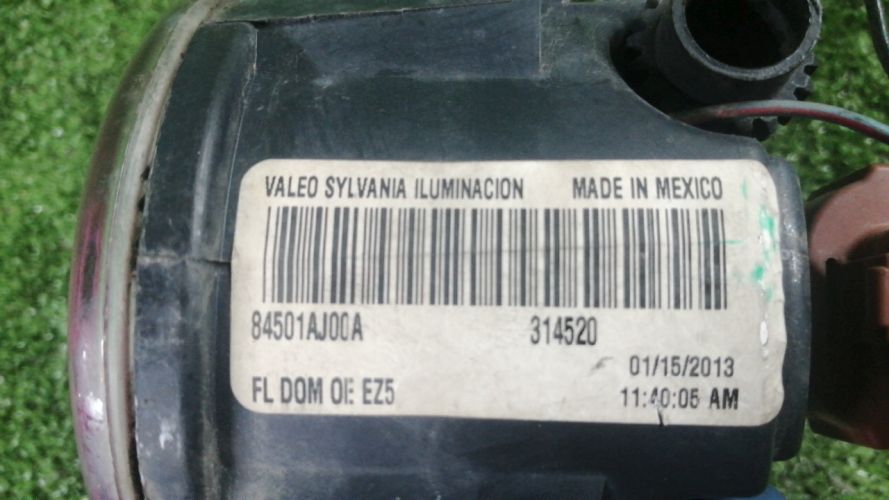 VALEO SYLVANIA ILUMINACION MADE IN MEXICO
84501AJ00A 314520
01/15/2013
FL DOM OE EZ5 11:40:05 AM